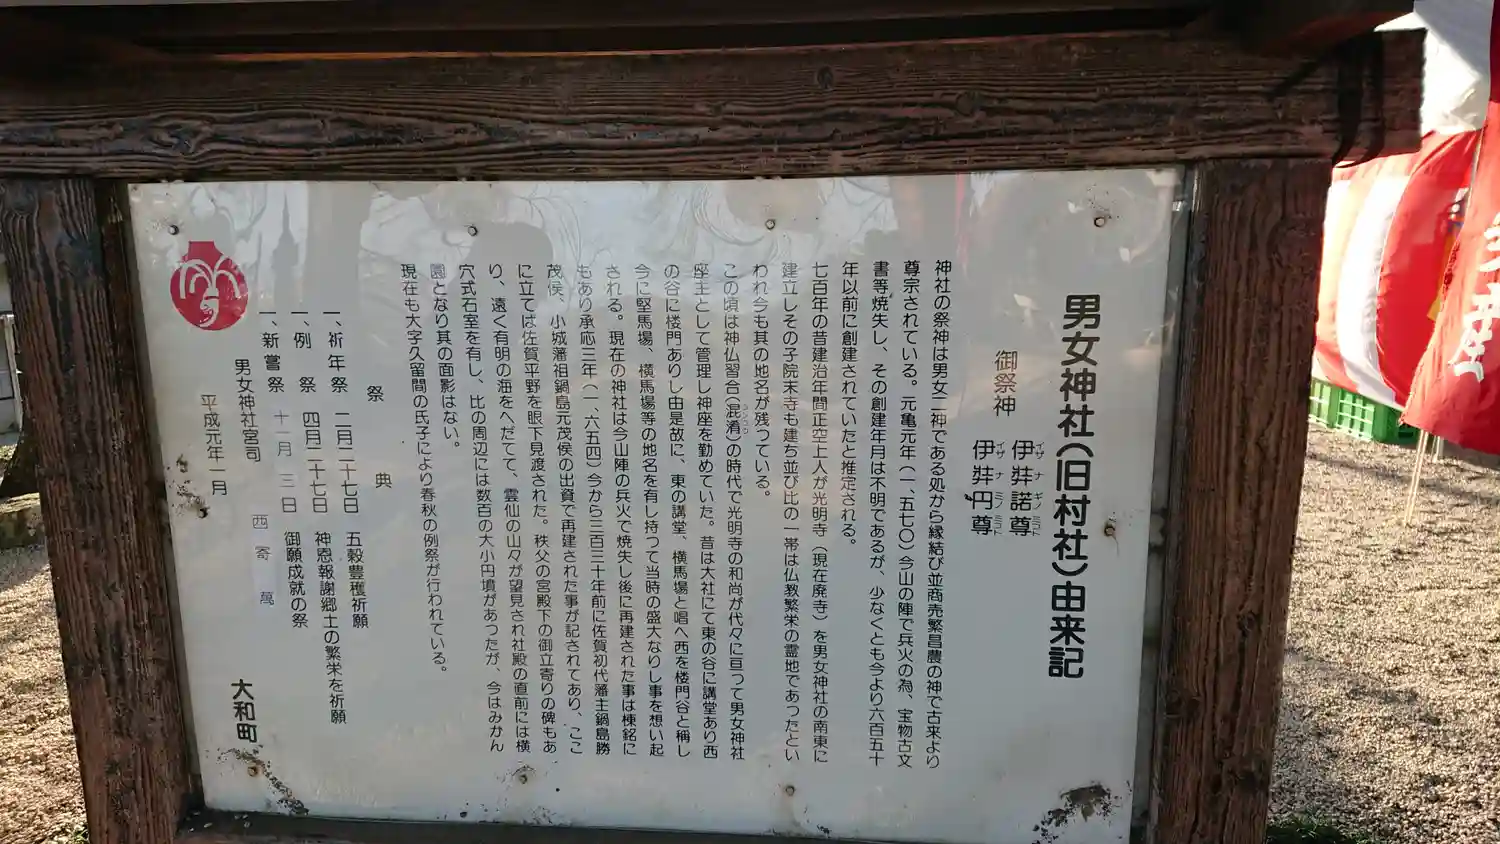 男女神社(旧村社)由来記
御祭神
伊弉諾尊
イザナギノミコト
伊弉円尊
イザナミノミコト
神社の祭神は男女二神である処から縁結び並商売繁昌農の神で古来より
尊宗されている。元亀元年(一、五七〇)今山の陣で兵火の為、宝物古文
書等焼失し、その創建年月は不明であるが、少なくとも今より六百五十
年以前に創建されていたと推定される。
七百年の昔建治年間正空上人が光明寺(現在廃寺)を男女神社の南東に
建立しその子院末寺も建ち並び比の一帯は仏教繁栄の霊地であったとい
われ今も其の地名が残っている。
この頃は神仏習合(混淆)の時代で光明寺の和尚が代々に亘って男女神社
座主として管理し神座を勤めていた。昔は大社にて東の谷に講堂あり西
の谷に楼門ありし由是故に、東の講堂、横馬場と唱へ西を楼門谷と稱し
今に堅馬場、横馬場等の地名を有し持つて当時の盛大なりし事を想い起
される。現在の神社は今山陣の兵火で焼失し後に再建された事は棟銘に
もあり承応三年(一、六五四)今から三百三十年前に佐賀初代藩主鍋島勝
茂侯、小城藩祖鍋島元茂侯の出資で再建された事が記されてあり、ここ
に立ては佐賀平野を眼下見渡された。秩父の宮殿下の御立寄りの碑もあ
り、遠く有明の海をへだてて、雲仙の山々が望見され社殿の直前には横
穴式石室を有し、比の周辺には数百の大小円墳があつたが、今はみかん
園となり其の面影はない。
現在も大字久留間の氏子により春秋の例祭が行われている。
祭典
一、祈年祭 二月二十七日 五穀豊穫祈願
一、例祭 四月二十七日 神恩報謝郷土の繁栄を祈願
一、新嘗祭 十一月三日 御願成就の祭
男女神社宮司 西寄萬
平成元年一月
大和町